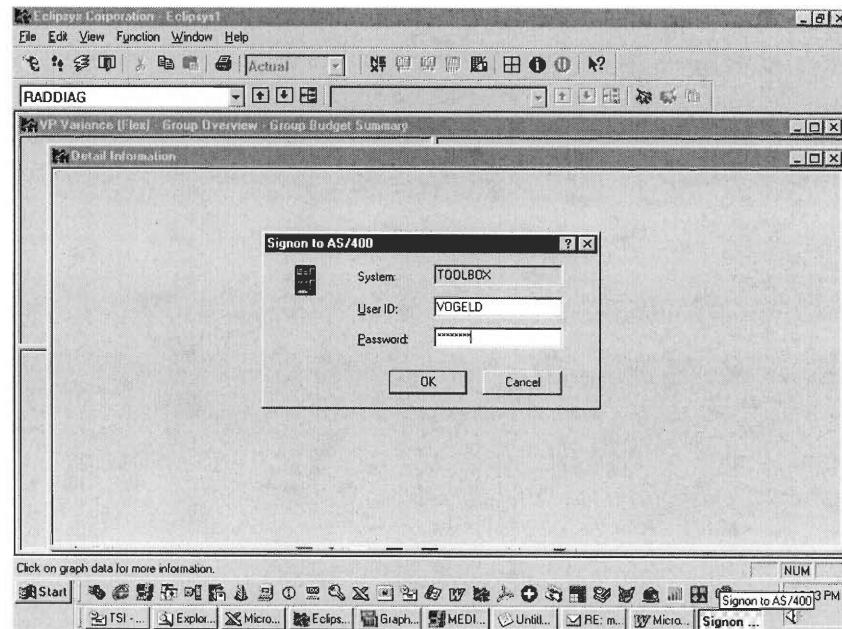 Eclipsys Corporation - Eclipsys1
File Edit View Function Window Help
Actual
RADDIAG
VP Variance (Flex) - Group Overview - Group Budget Summary
Detail Information
Signon to AS/400
System: TOOLBOX
User ID: VOGELD
Password: ********
OK Cancel
Click on graph data for more information.
NUM
Start
PM
Signon to AS/400
TSI - ... Explor... Micro... Eclips... Graph... MEDI... Untitl... RE: m... Micro... Signon ...